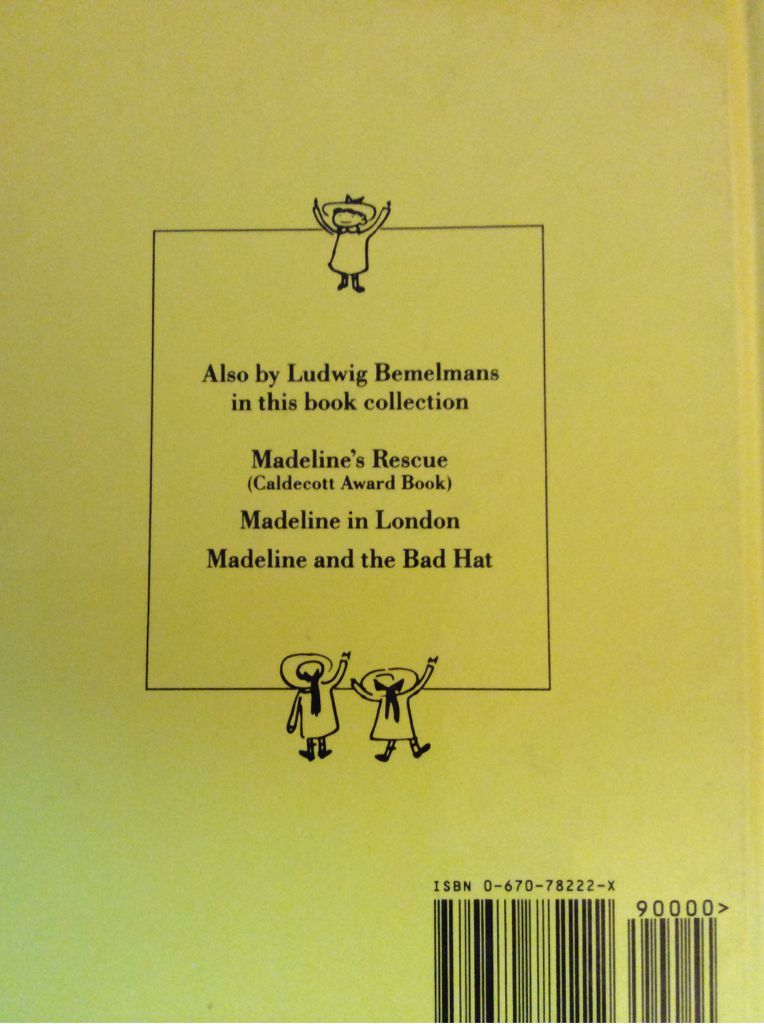 Also by Ludwig Bemelmans
in this book collection
Madeline's Rescue
(Caldecott Award Book)
Madeline in London
Madeline and the Bad Hat
ISBN 0-670-78222-X
90000>